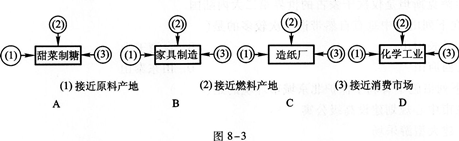 (2) (2) (2) (2)
(1) 甜菜制糖 (3) (1) 家具制造 (3) (1) 造纸厂 (3) (1) 化学工业 (3)
(1) 接近原料产地 (2) 接近燃料产地 (3) 接近消费市场
A B C D
图 8-3